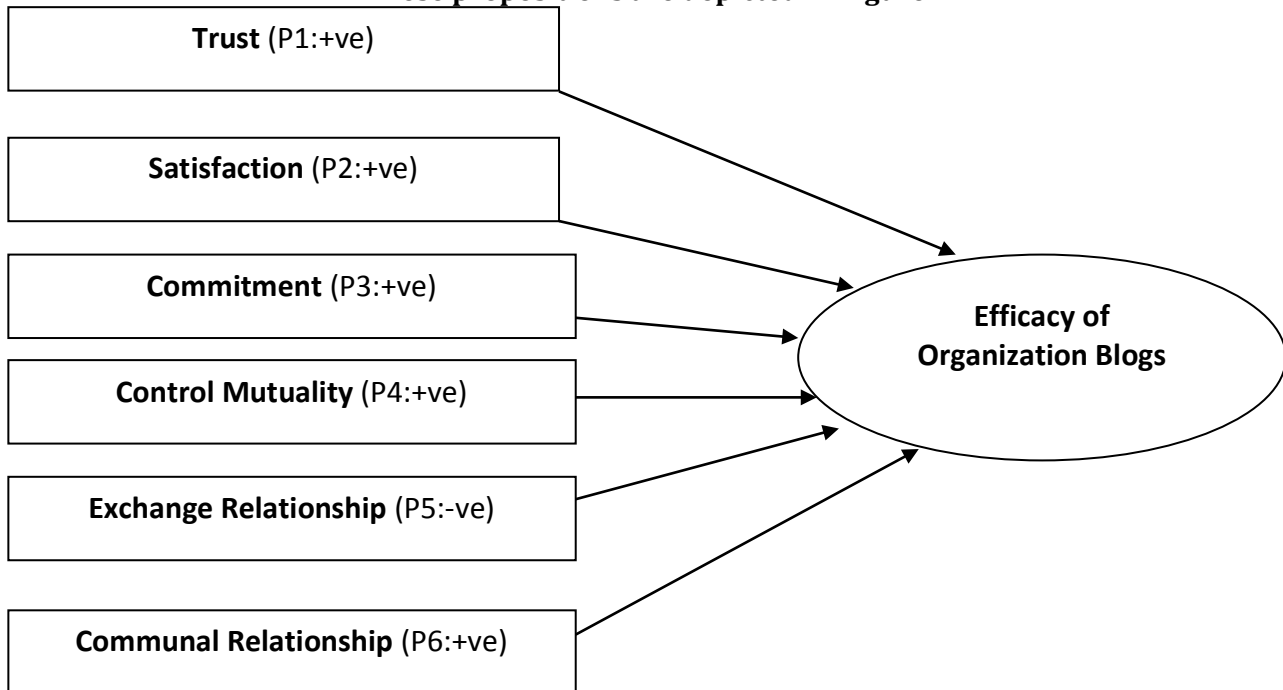 Trust (P1:+ve)
Satisfaction (P2:+ve)
Commitment (P3:+ve)
Control Mutuality (P4:+ve)
Exchange Relationship (P5:-ve)
Communal Relationship (P6:+ve)
Efficacy of
Organization Blogs